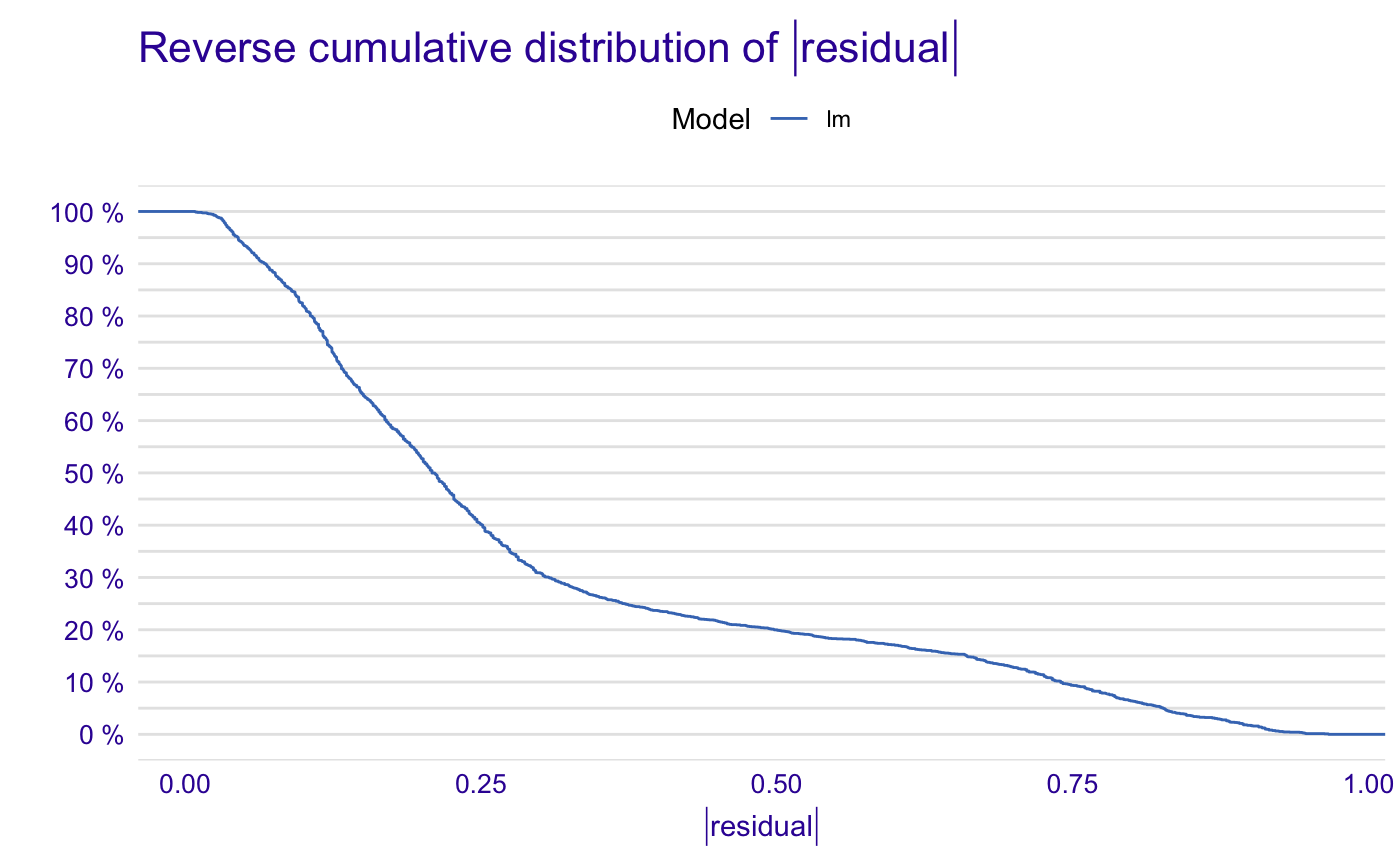 Reverse cumulative distribution of |residual|
Model lm
100 %
90 %
80 %
70 %
60 %
50 %
40 %
30 %
20 %
10 %
0 %
0.00 0.25 0.50 0.75 1.00
|residual|